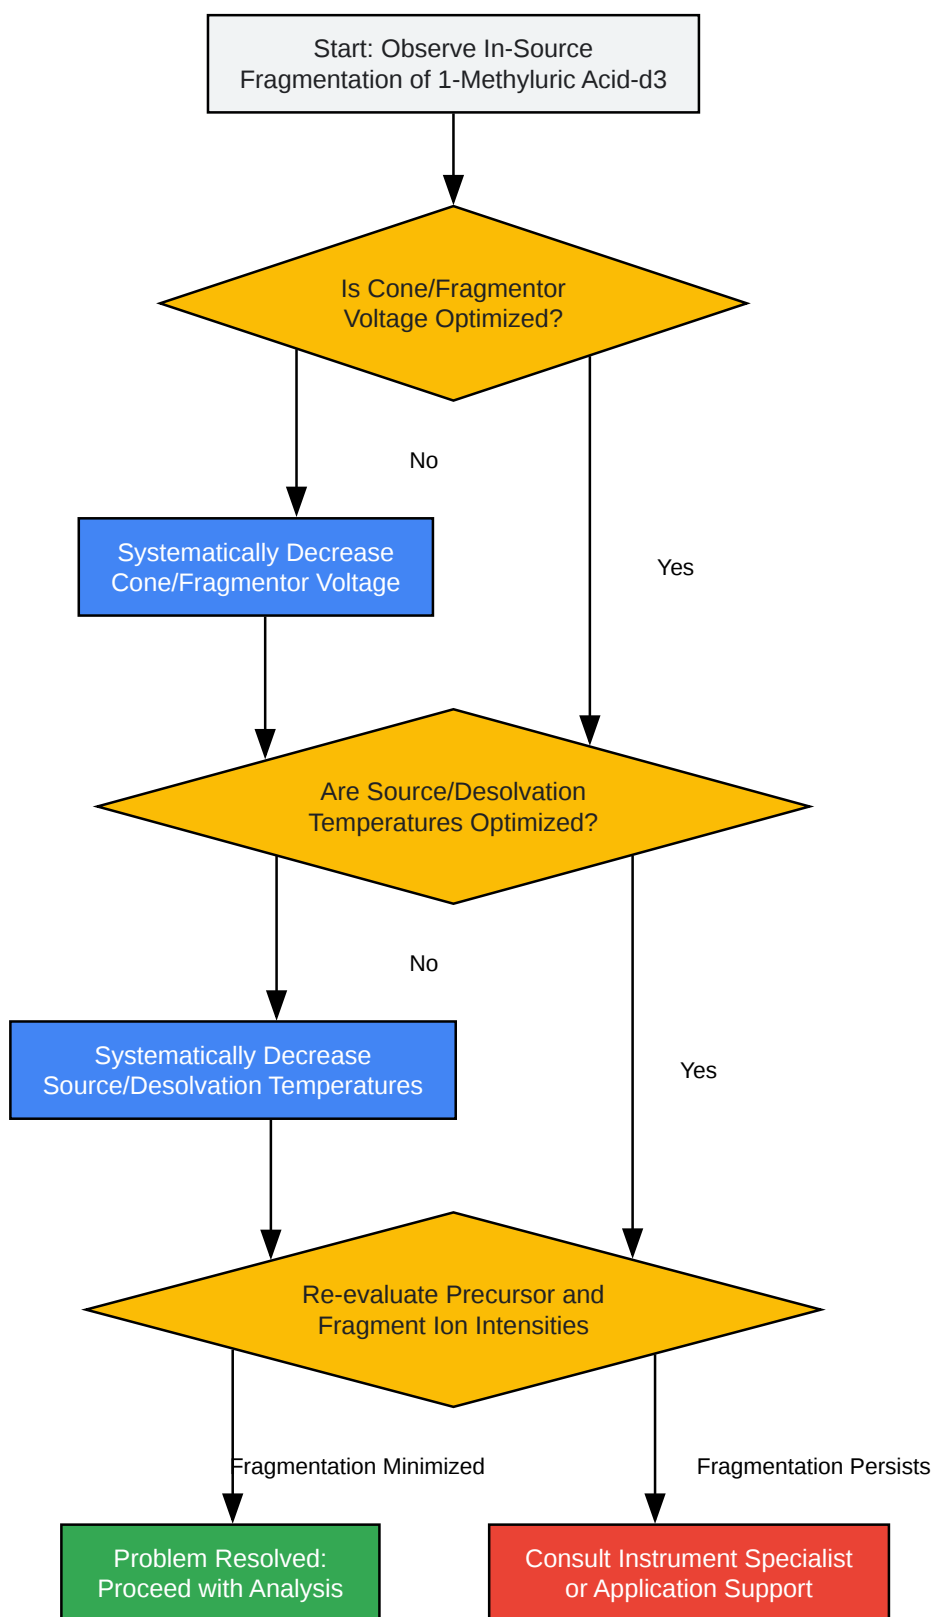 Start: Observe In-Source
Fragmentation of 1-Methyluric Acid-d3
Is Cone/Fragmentor
Voltage Optimized?
No
Systematically Decrease
Cone/Fragmentor Voltage
Yes
Are Source/Desolvation
Temperatures Optimized?
No
Systematically Decrease
Source/Desolvation Temperatures
Yes
Re-evaluate Precursor and
Fragment Ion Intensities
Fragmentation Minimized
Fragmentation Persists
Problem Resolved:
Proceed with Analysis
Consult Instrument Specialist
or Application Support